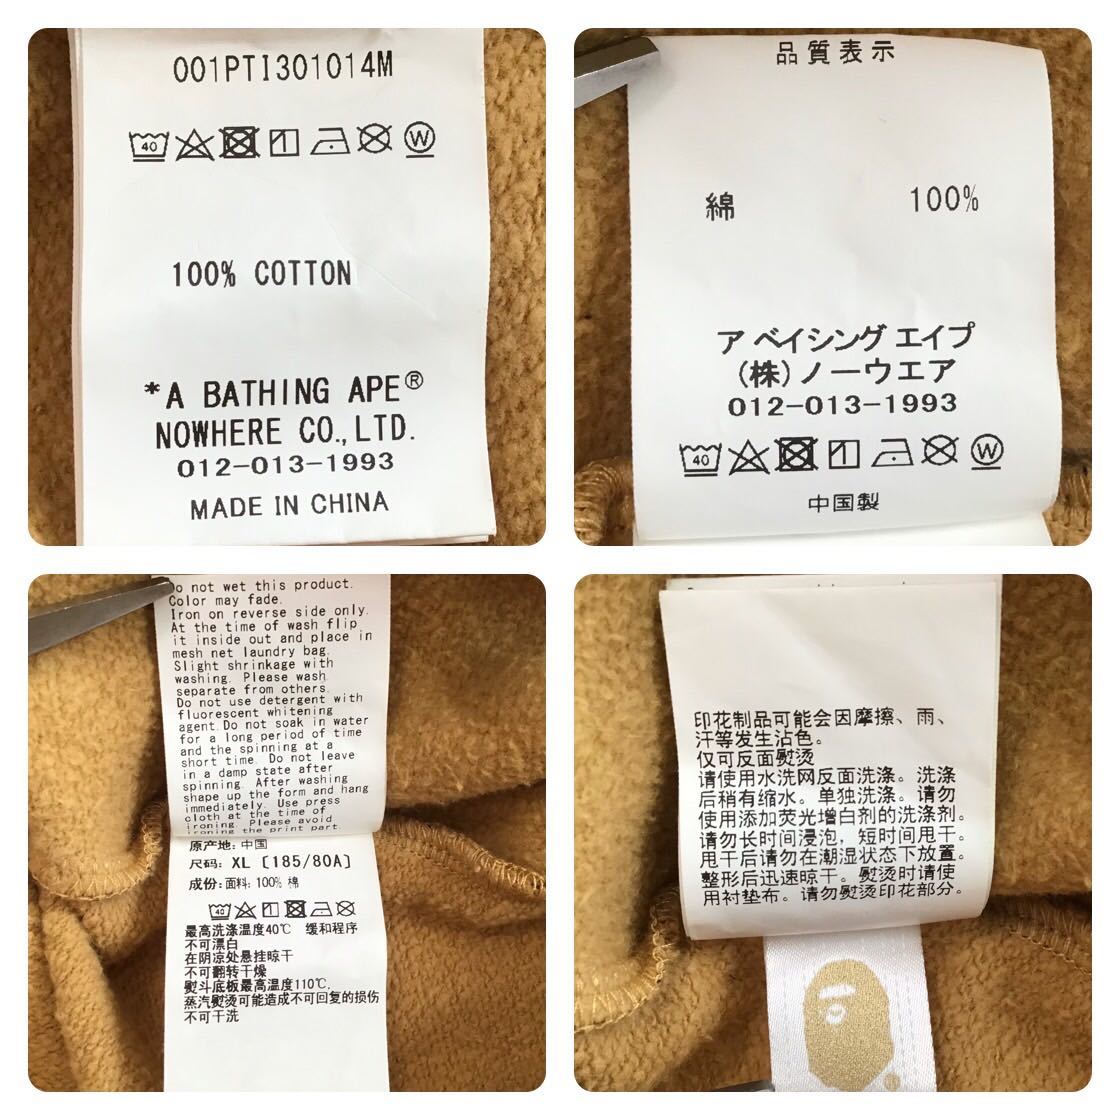 001PTI301014M
40
W
100% COTTON
*A BATHING APE®
NOWHERE CO.,LTD.
012-013-1993
MADE IN CHINA
品質表示
綿 100%
ア ベイシング エイプ
(株)ノーウエア
012-013-1993
40
W
中国製
Do not wet this product.
Color may fade.
Iron on reverse side only.
At the time of wash flip
it inside out and place in
mesh net laundry bag.
Slight shrinkage with
washing. Please wash
separate from others.
Do not use detergent with
fluorescent whitening
agent.Do not soak in water
for a long period of time
and the spinning at a
short time. Do not leave
in a damp state after
spinning. After washing
shape up the form and hang
immediately. Use press
cloth at the time of
ironing. Please avoid
ironing the print part.
原产地: 中国
尺码: XL [185/80A]
成份: 面料: 100% 棉
40
最高洗涤温度40℃ 缓和程序
不可漂白
在阴凉处悬挂晾干
不可翻转干燥
熨斗底板最高温度110℃.
蒸汽熨烫可能造成不可回复的损伤
不可干洗
印花制品可能会因摩擦、雨、
汗等发生沾色。
仅可反面熨烫
请使用水洗网反面洗涤。洗涤
后稍有缩水。单独洗涤。请勿
使用添加荧光增白剂的洗涤剂。
请勿长时间浸泡，短时间甩干。
甩干后请勿在潮湿状态下放置。
整形后迅速晾干。熨烫时请使
用衬垫布。请勿熨烫印花部分。
®